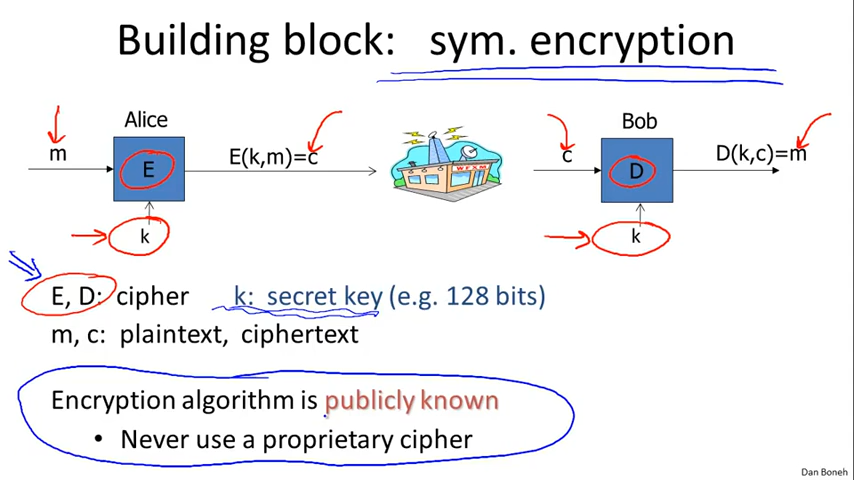 Building block: sym. encryption
Alice
Bob
m
E
E(k,m)=c
WFXM
c
D
D(k,c)=m
k
k
E, D: cipher k: secret key (e.g. 128 bits)
m, c: plaintext, ciphertext
Encryption algorithm is publicly known
• Never use a proprietary cipher
Dan Boneh